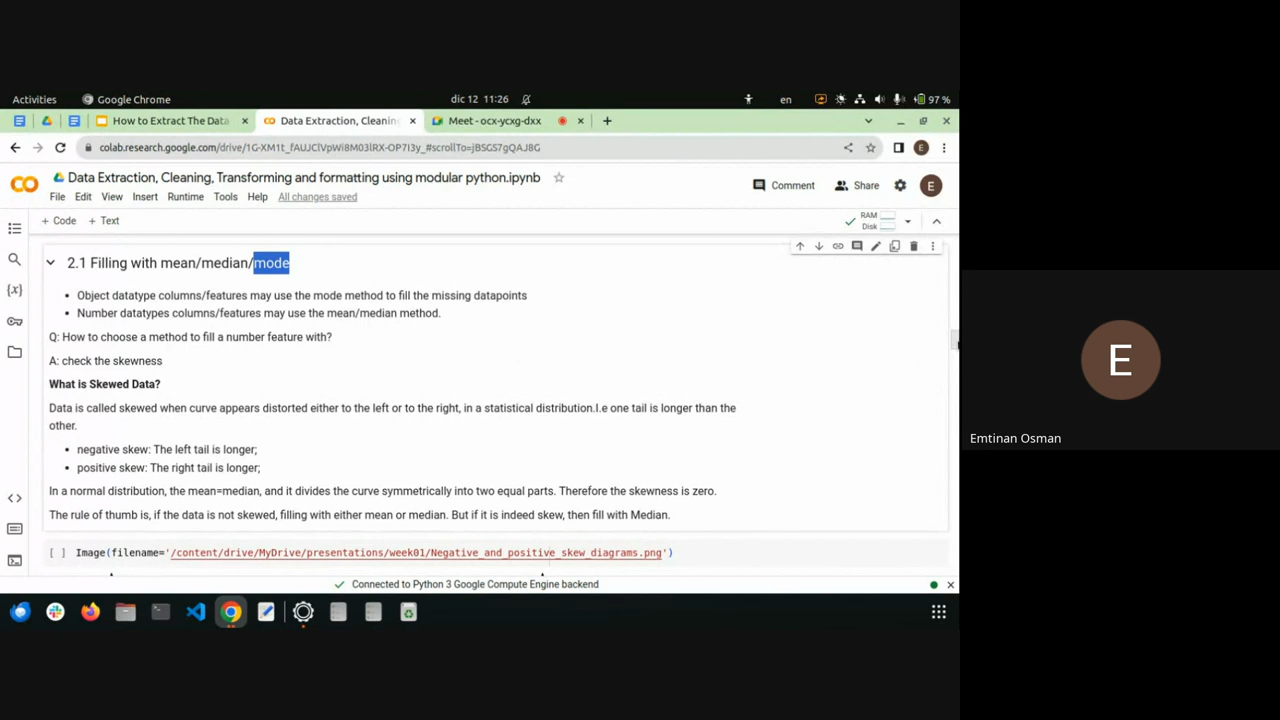 Activities
Google Chrome
dic 12 11:26
en
97 %
How to Extract The Data
Data Extraction, Cleaning
Meet - ocx-ycxg-dxx
colab.research.google.com/drive/1G-XM1t_fAUJClVpWi8M03lRX-OP7I3y_#scrollTo=jBSGS7gQAJ8G
E
Data Extraction, Cleaning, Transforming and formatting using modular python.ipynb
Comment
Share
E
File Edit View Insert Runtime Tools Help All changes saved
+ Code + Text
RAM
Disk
2.1 Filling with mean/median/mode
• Object datatype columns/features may use the mode method to fill the missing datapoints
• Number datatypes columns/features may use the mean/median method.
Q: How to choose a method to fill a number feature with?
A: check the skewness
What is Skewed Data?
Data is called skewed when curve appears distorted either to the left or to the right, in a statistical distribution.I.e one tail is longer than the
other.
• negative skew: The left tail is longer;
• positive skew: The right tail is longer;
In a normal distribution, the mean=median, and it divides the curve symmetrically into two equal parts. Therefore the skewness is zero.
The rule of thumb is, if the data is not skewed, filling with either mean or median. But if it is indeed skew, then fill with Median.
[ ] Image(filename='/content/drive/MyDrive/presentations/week01/Negative_and_positive_skew_diagrams.png')
Connected to Python 3 Google Compute Engine backend
E
Emtinan Osman